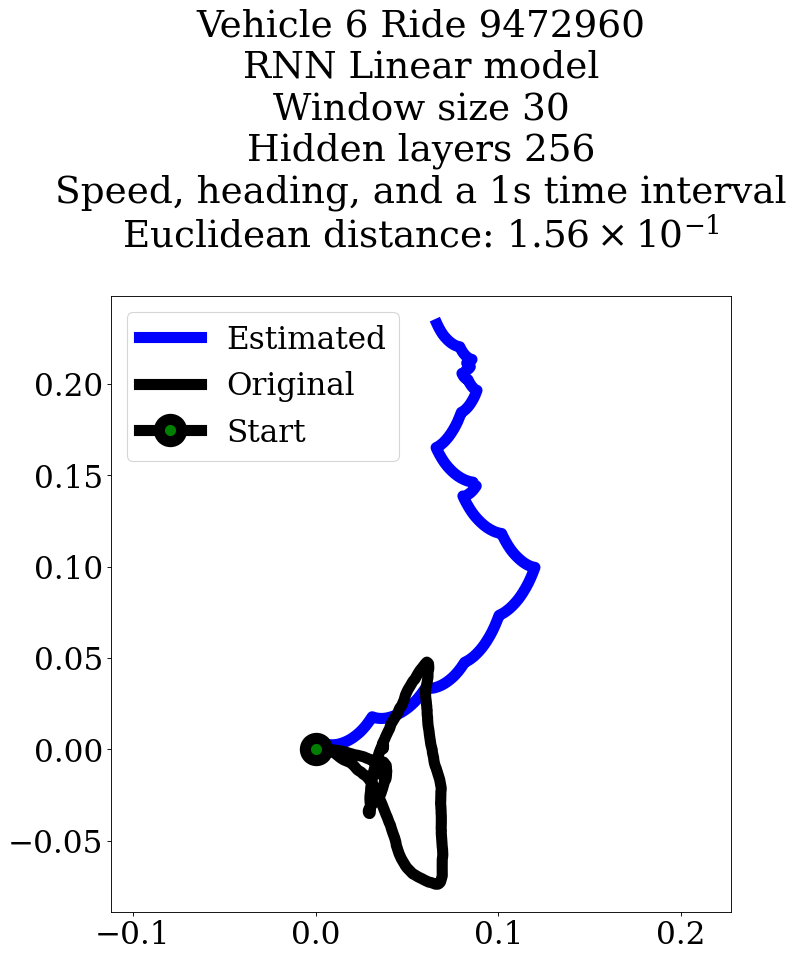 Vehicle 6 Ride 9472960
RNN Linear model
Window size 30
Hidden layers 256
Speed, heading, and a 1s time interval
Euclidean distance: 1.56 × 10⁻¹
Estimated
Original
Start
0.20
0.15
0.10
0.05
0.00
−0.05
−0.1 0.0 0.1 0.2